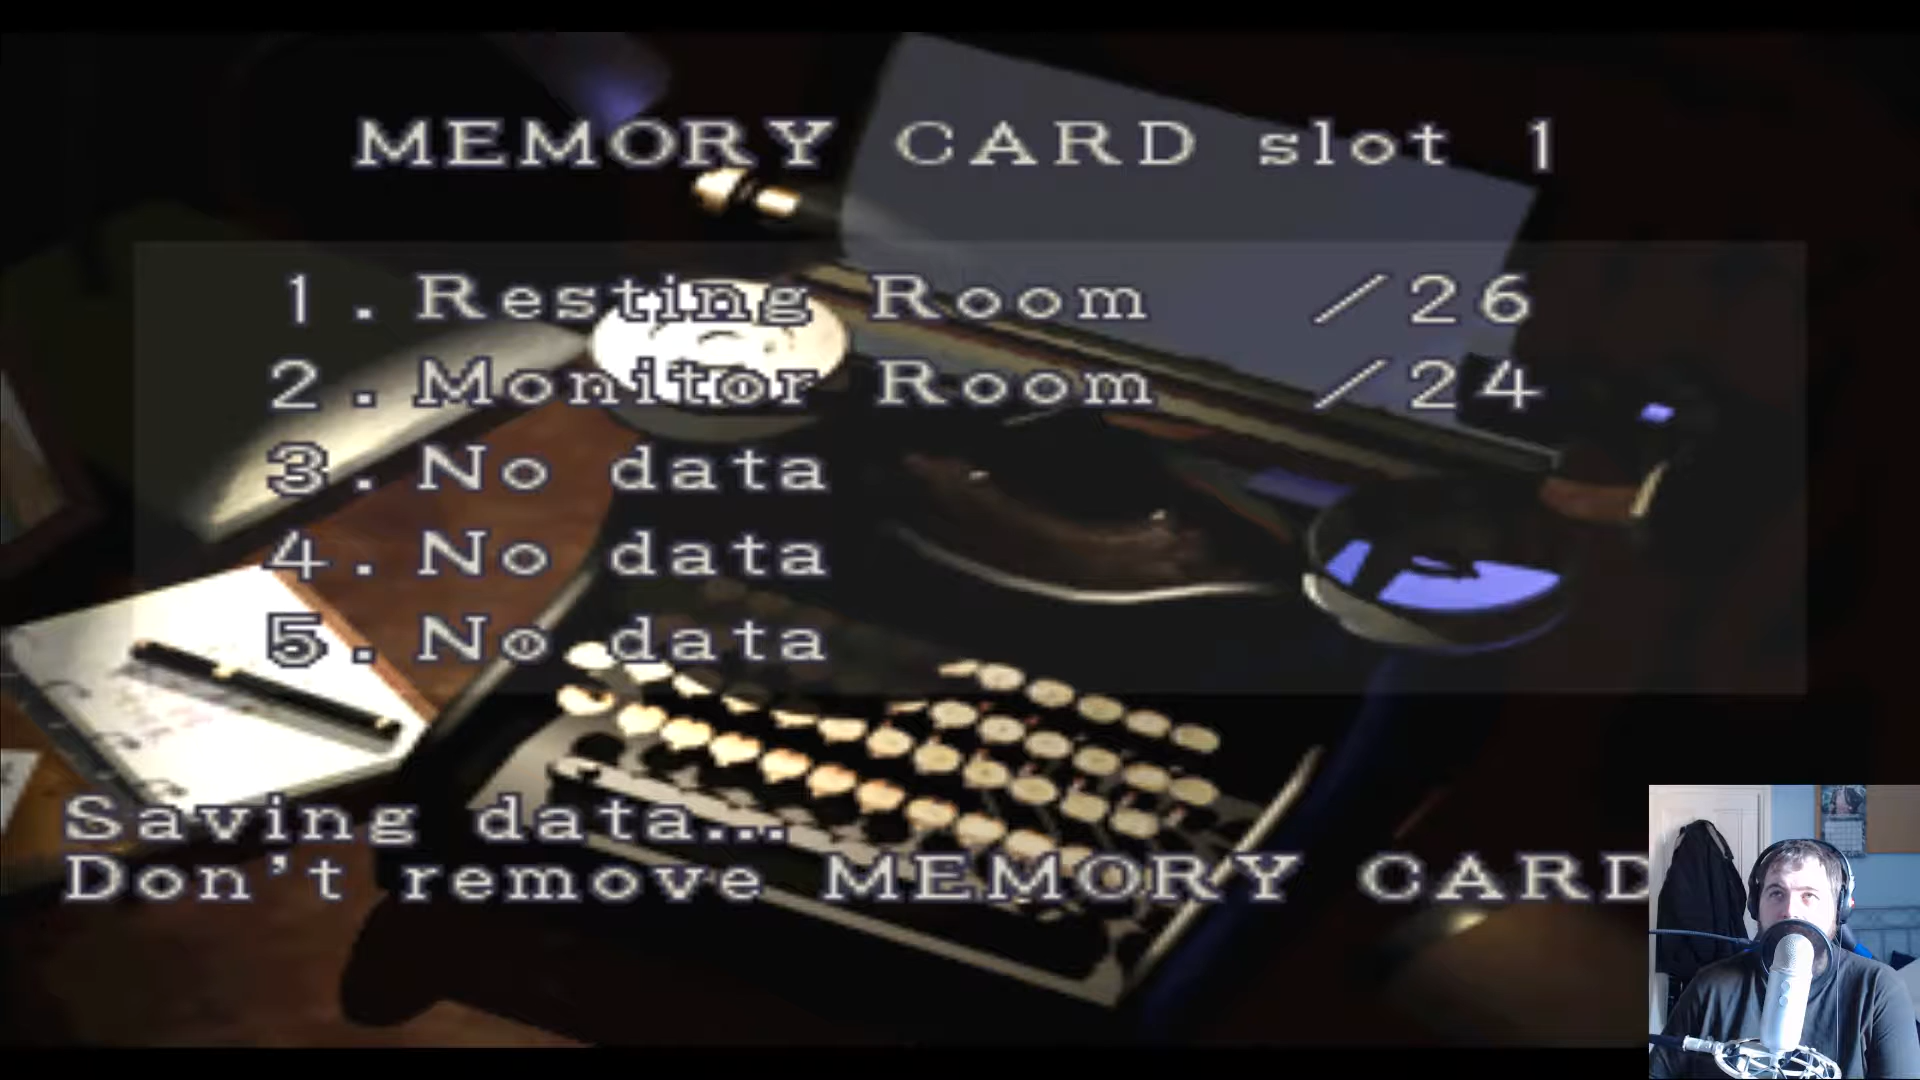 MEMORY CARD slot 1
1. Resting Room /26
2. Monitor Room /24
3. No data
4. No data
5. No data
Saving data...
Don't remove MEMORY CARD